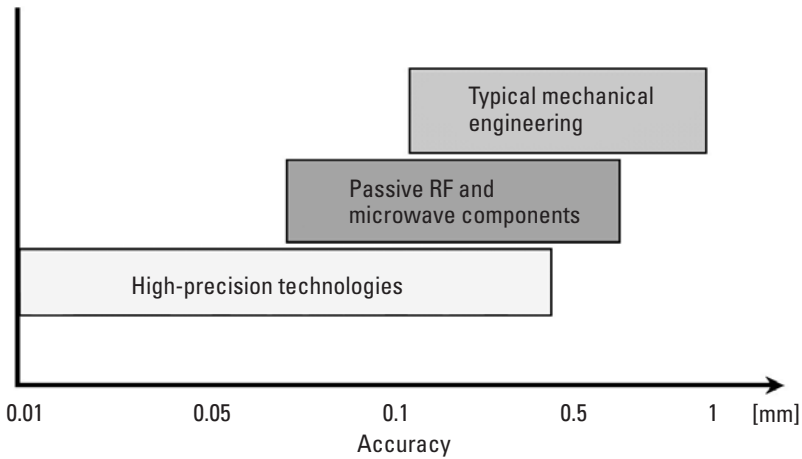 Typical mechanical
engineering
Passive RF and
microwave components
High-precision technologies
0.01 0.05 0.1 0.5 1 [mm]
Accuracy